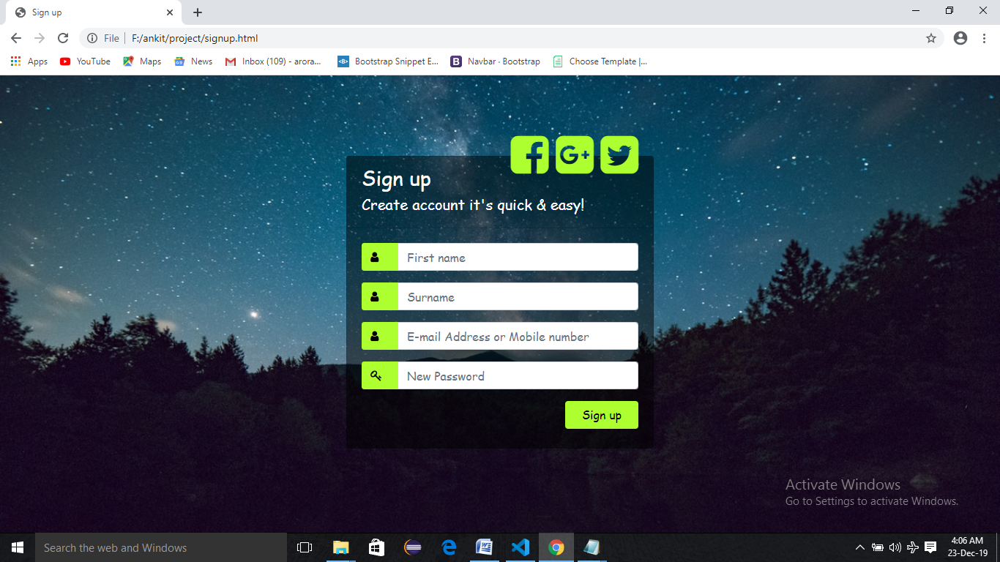 Sign up
File
F:/ankit/project/signup.html
Apps
YouTube
Maps
News
Inbox (109) - arora...
Bootstrap Snippet E...
Navbar · Bootstrap
Choose Template |...
Sign up
Create account it's quick & easy!
First name
Surname
E-mail Address or Mobile number
New Password
Sign up
Activate Windows
Go to Settings to activate Windows.
Search the web and Windows
4:06 AM
23-Dec-19